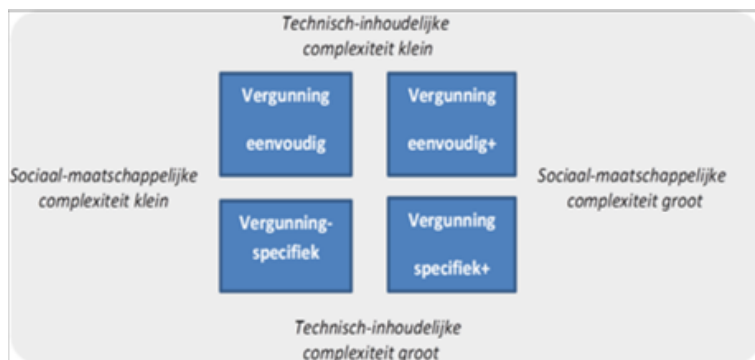 Technisch-inhoudelijke
complexiteit klein
Vergunning
eenvoudig
Vergunning
eenvoudig+
Sociaal-maatschappelijke
complexiteit klein
Sociaal-maatschappelijke
complexiteit groot
Vergunning-
specifiek
Vergunning
specifiek+
Technisch-inhoudelijke
complexiteit groot